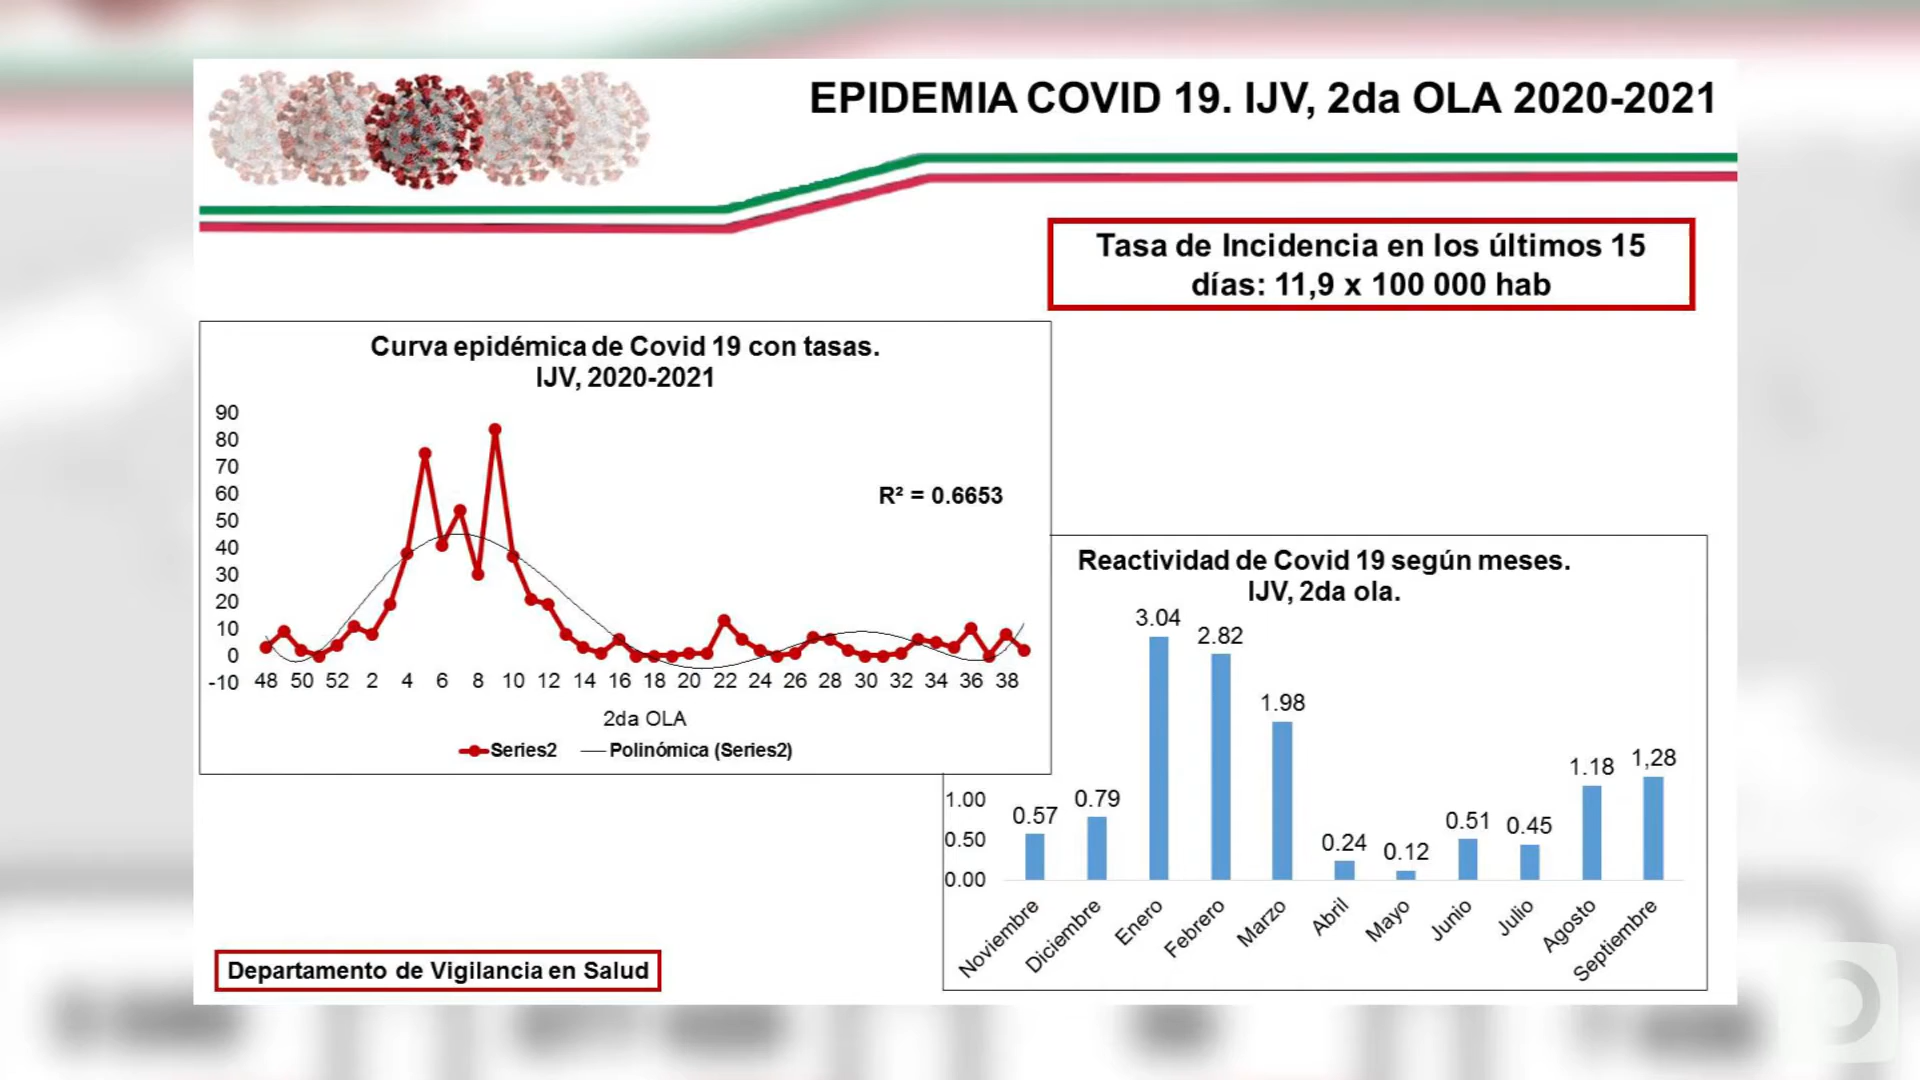 EPIDEMIA COVID 19. IJV, 2da OLA 2020-2021
Tasa de Incidencia en los últimos 15
días: 11,9 x 100 000 hab
Curva epidémica de Covid 19 con tasas.
IJV, 2020-2021
90
80
70
60
50
40
30
20
10
0
-10
R² = 0.6653
48 50 52 2 4 6 8 10 12 14 16 18 20 22 24 26 28 30 32 34 36 38
2da OLA
Series2 Polinómica (Series2)
Reactividad de Covid 19 según meses.
IJV, 2da ola.
1.00
0.50
0.00
0.57 0.79 3.04 2.82 1.98 0.24 0.12 0.51 0.45 1.18 1,28
Noviembre Diciembre Enero Febrero Marzo Abril Mayo Junio Julio Agosto Septiembre
Departamento de Vigilancia en Salud